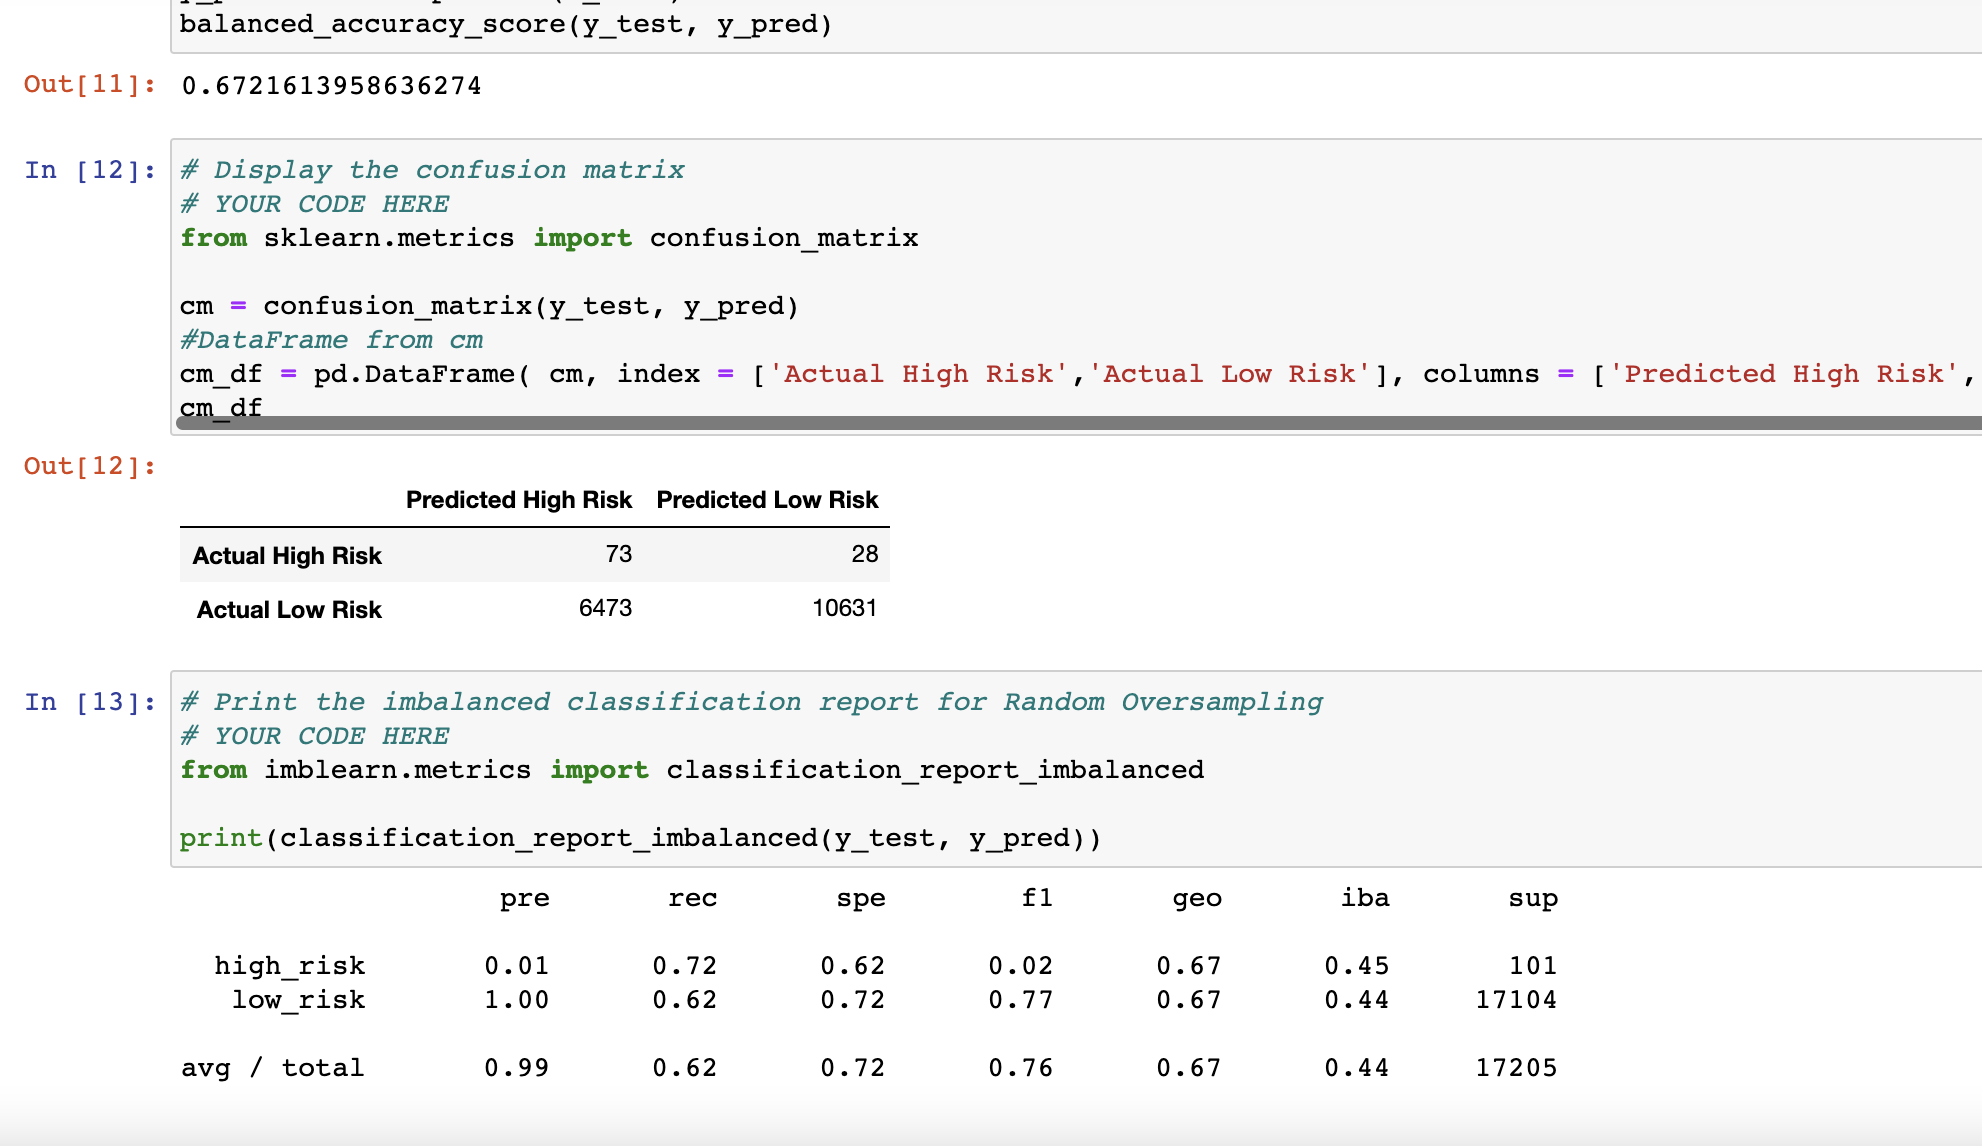 balanced_accuracy_score(y_test, y_pred)
Out[11]: 0.6721613958636274
In [12]: # Display the confusion matrix
# YOUR CODE HERE
from sklearn.metrics import confusion_matrix
cm = confusion_matrix(y_test, y_pred)
#DataFrame from cm
cm_df = pd.DataFrame( cm, index = ['Actual High Risk','Actual Low Risk'], columns = ['Predicted High Risk',
cm_df
Out[12]:
Predicted High Risk Predicted Low Risk
Actual High Risk 73 28
Actual Low Risk 6473 10631
In [13]: # Print the imbalanced classification report for Random Oversampling
# YOUR CODE HERE
from imblearn.metrics import classification_report_imbalanced
print(classification_report_imbalanced(y_test, y_pred))
pre rec spe f1 geo iba sup
high_risk 0.01 0.72 0.62 0.02 0.67 0.45 101
low_risk 1.00 0.62 0.72 0.77 0.67 0.44 17104
avg / total 0.99 0.62 0.72 0.76 0.67 0.44 17205